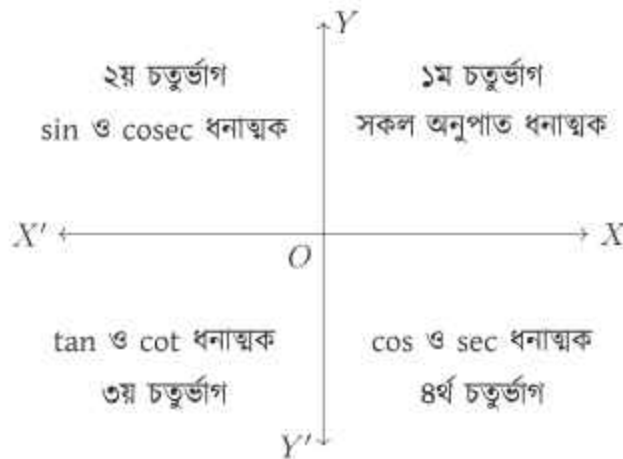 Y
২য় চতুর্ভাগ
sin ও cosec ধনাত্মক
১ম চতুর্ভাগ
সকল অনুপাত ধনাত্মক
X′
X
O
tan ও cot ধনাত্মক
৩য় চতুর্ভাগ
cos ও sec ধনাত্মক
৪র্থ চতুর্ভাগ
Y′